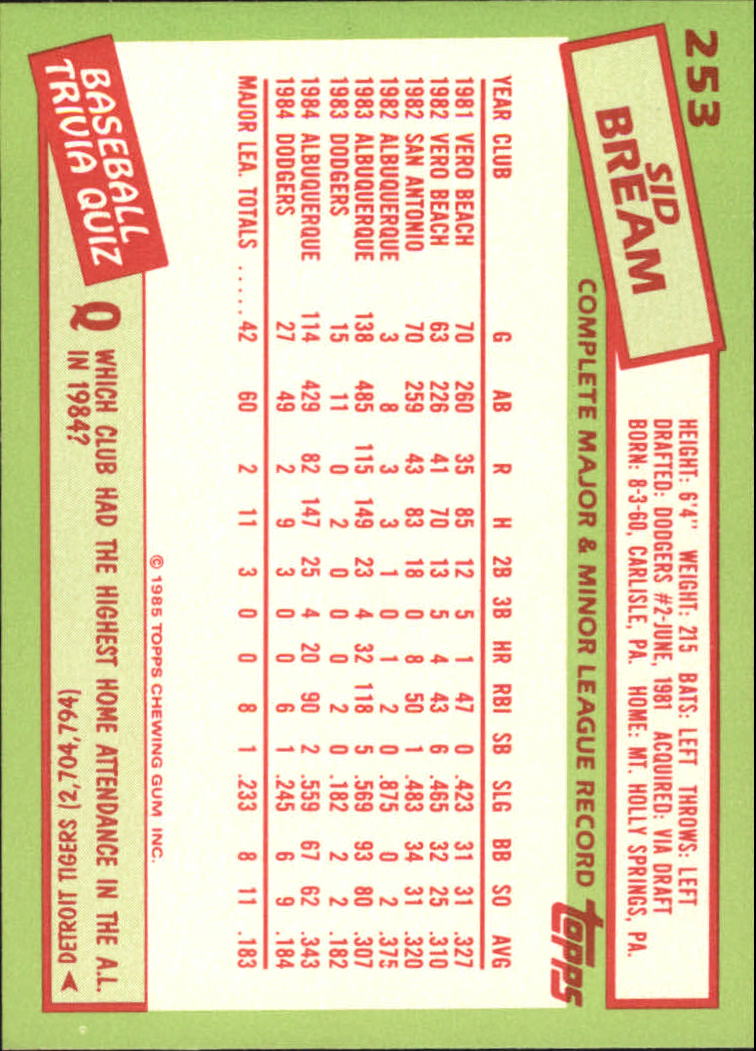 253
SID
BREAM
HEIGHT: 6'4" WEIGHT: 215 BATS: LEFT THROWS: LEFT
DRAFTED: DODGERS #2-JUNE, 1981 ACQUIRED: VIA DRAFT
BORN: 8-3-60, CARLISLE, PA. HOME: MT. HOLLY SPRINGS, PA.
COMPLETE MAJOR & MINOR LEAGUE RECORD topps
YEAR CLUB G AB R H 2B 3B HR RBI SB SLG BB SO AVG
1981 VERO BEACH 70 260 35 85 12 5 1 47 0 .423 31 31 .327
1982 VERO BEACH 63 226 41 70 13 5 4 43 6 .465 32 25 .310
1982 SAN ANTONIO 70 259 43 83 18 0 8 50 1 .483 34 31 .320
1982 ALBUQUERQUE 3 8 3 3 1 0 1 2 0 .875 0 2 .375
1983 ALBUQUERQUE 138 485 115 149 23 4 32 118 5 .569 93 80 .307
1983 DODGERS 15 11 0 2 0 0 0 2 0 .182 2 2 .182
1984 ALBUQUERQUE 114 429 82 147 25 4 20 90 2 .559 67 62 .343
1984 DODGERS 27 49 2 9 3 0 0 6 1 .245 6 9 .184
MAJOR LEA. TOTALS ...... 42 60 2 11 3 0 0 8 1 .233 8 11 .183
© 1985 TOPPS CHEWING GUM INC.
BASEBALL
TRIVIA QUIZ
Q WHICH CLUB HAD THE HIGHEST HOME ATTENDANCE IN THE A.L.
IN 1984?
DETROIT TIGERS (2,704,794)